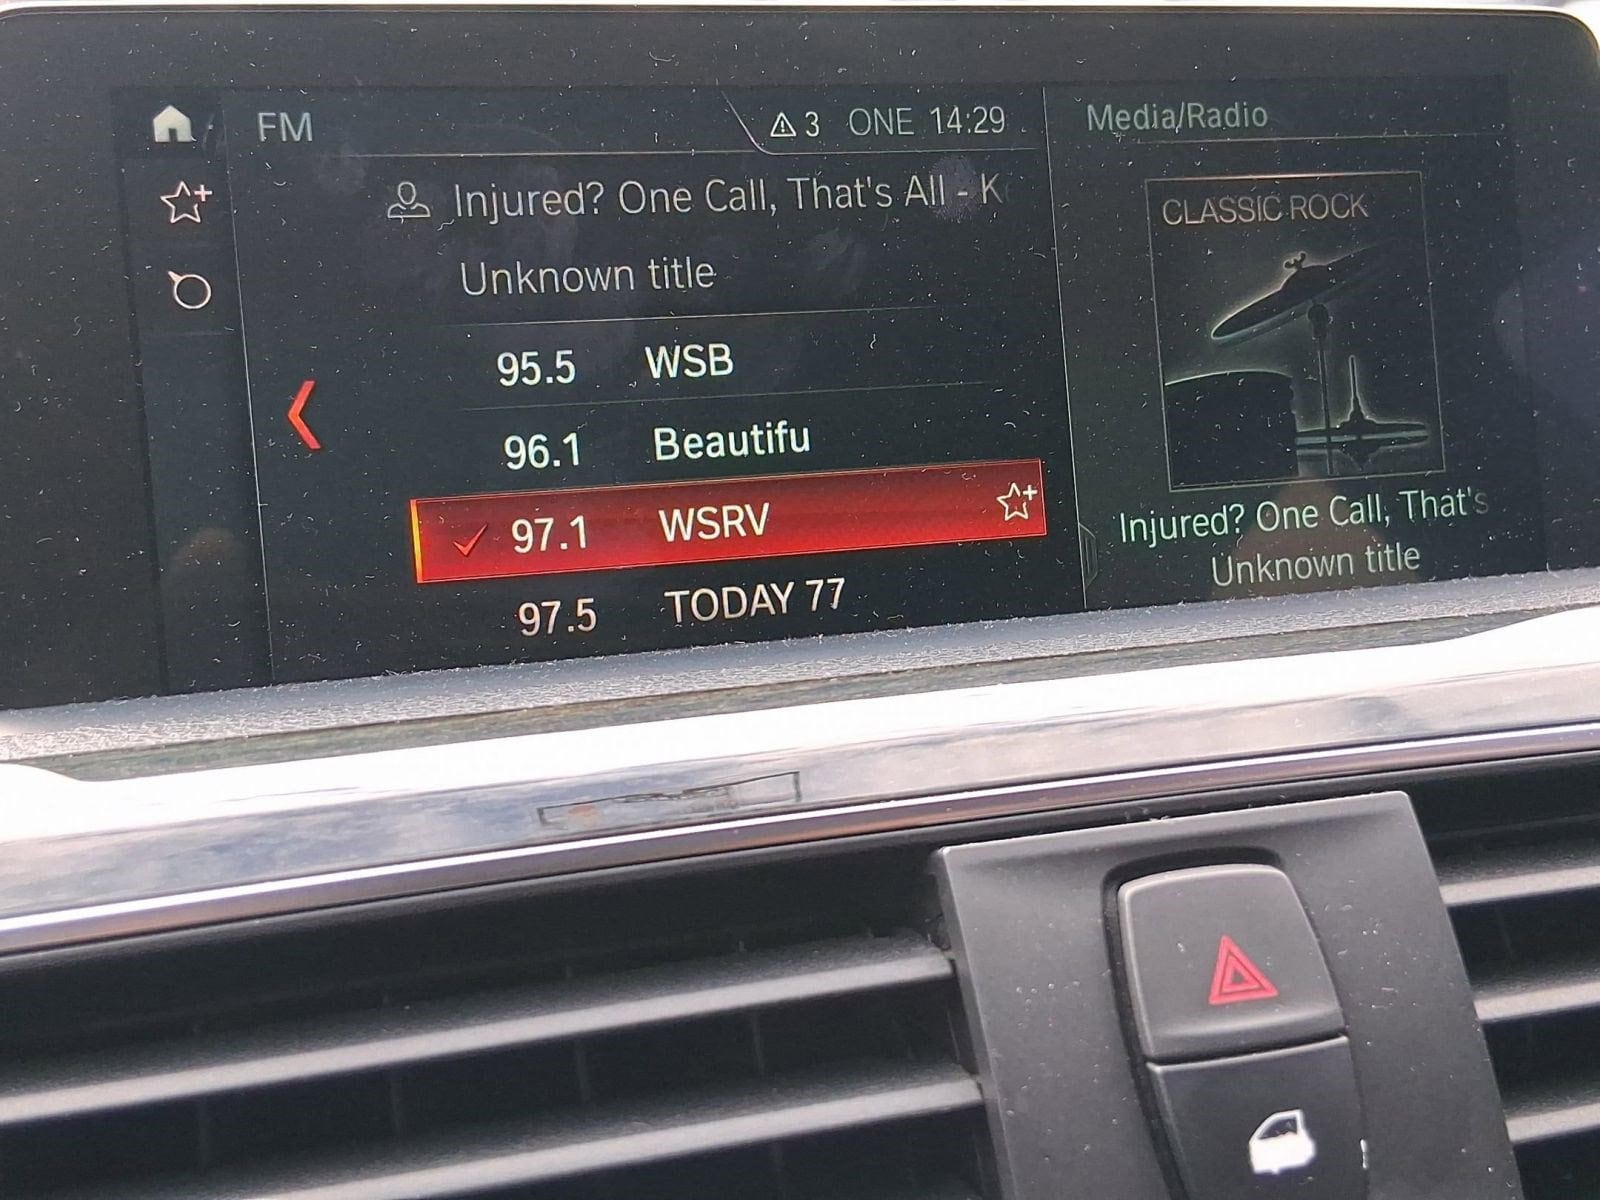 FM
3 ONE 14:29
Media/Radio
Injured? One Call, That's All - K
Unknown title
95.5 WSB
96.1 Beautifu
97.1 WSRV
97.5 TODAY 77
CLASSIC ROCK
Injured? One Call, That's
Unknown title